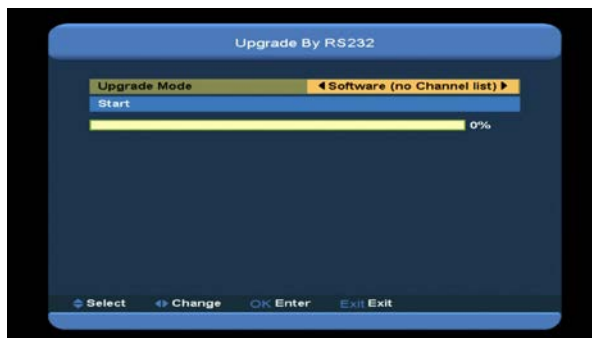 Upgrade By RS232
Upgrade Mode Software (no Channel list)
Start
0%
Select Change OK Enter Exit Exit